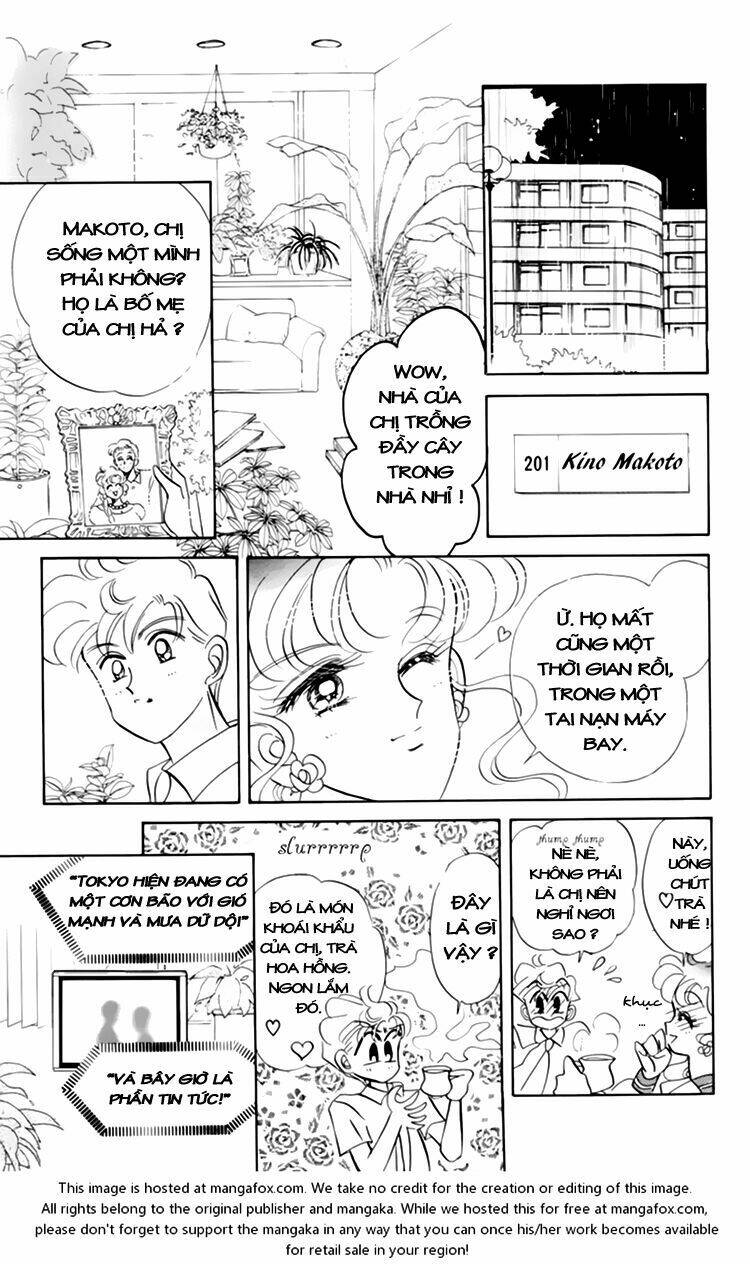 201 Kino Makoto
WOW,
NHÀ CỦA
CHỊ TRỒNG
ĐẦY CÂY
TRONG
NHÀ NHỈ !
MAKOTO, CHỊ
SỐNG MỘT MÌNH
PHẢI KHÔNG?
HỌ LÀ BỐ MẸ
CỦA CHỊ HẢ ?
Ừ. HỌ MẤT
CŨNG MỘT
THỜI GIAN RỒI,
TRONG MỘT
TAI NẠN MÁY
BAY.
NÀY,
UỐNG
CHÚT
TRÀ
NHÉ !
thump thump
NÈ NÈ,
KHÔNG PHẢI
LÀ CHỊ NÊN
NGHỈ NGƠI
SAO ?
khục
...
slurrrrrp
ĐÂY
LÀ GÌ
VẬY ?
ĐÓ LÀ MÓN
KHOÁI KHẨU
CỦA CHỊ, TRÀ
HOA HỒNG.
NGON LẮM
ĐÓ.
"TOKYO HIỆN ĐANG CÓ
MỘT CƠN BÃO VỚI GIÓ
MẠNH VÀ MƯA DỮ DỘI"
"VÀ BÂY GIỜ LÀ
PHẦN TIN TỨC!"
This image is hosted at mangafox.com. We take no credit for the creation or editing of this image.
All rights belong to the original publisher and mangaka. While we hosted this for free at mangafox.com,
please don't forget to support the mangaka in any way that you can once his/her work becomes available
for retail sale in your region!